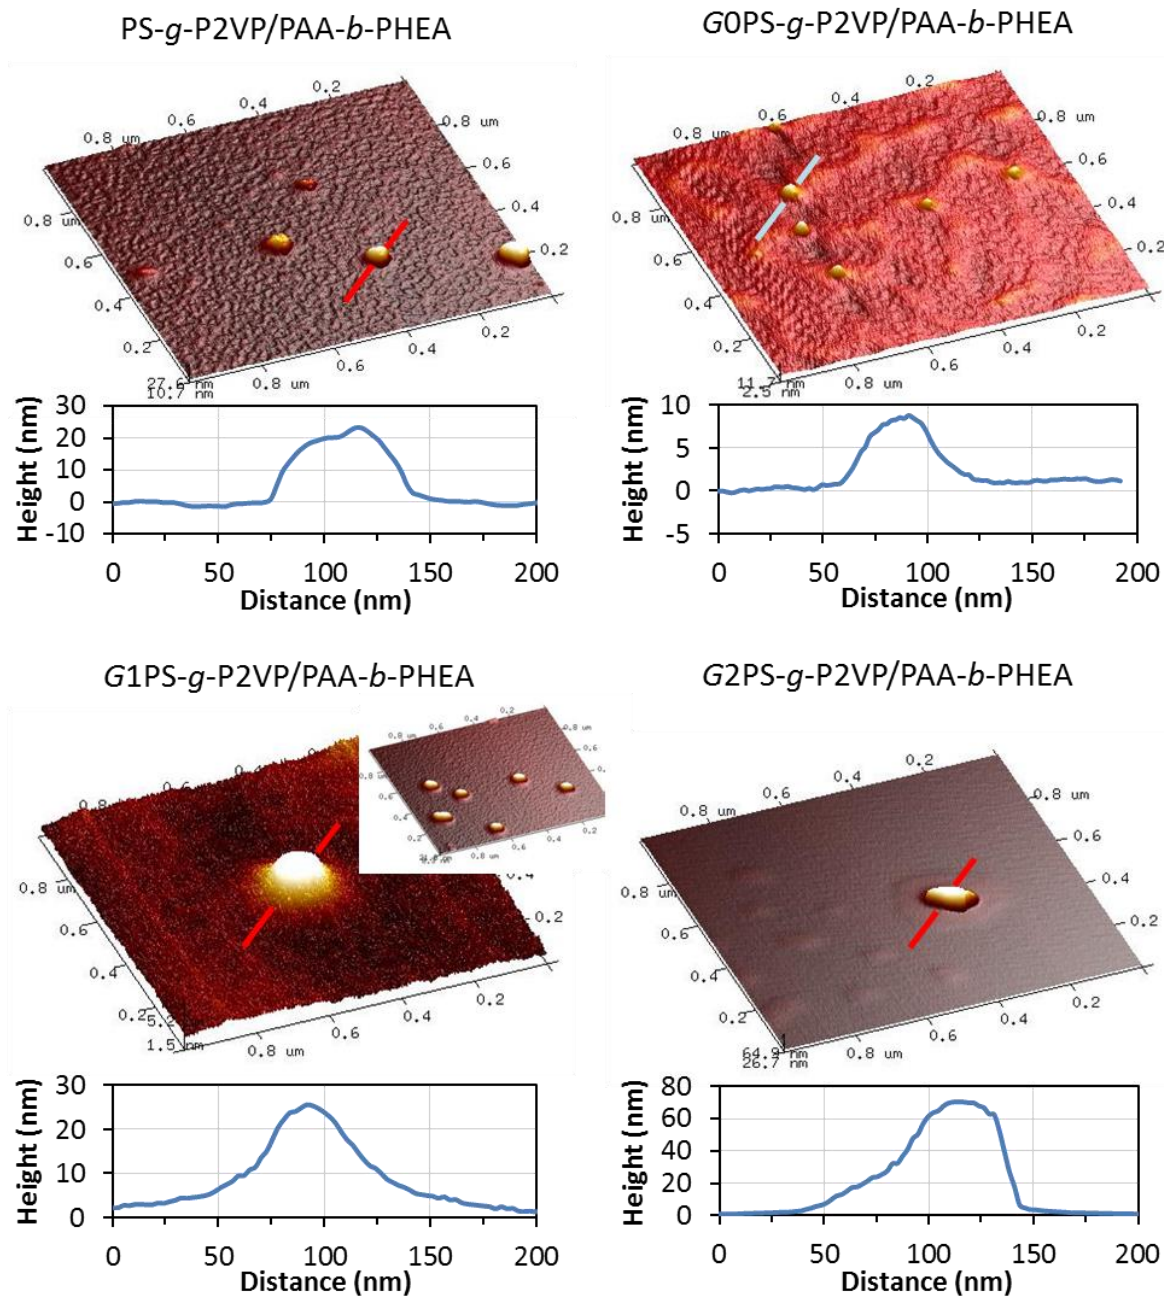 PS-g-P2VP/PAA-b-PHEA
G0PS-g-P2VP/PAA-b-PHEA
0.2
0.4
0.6
0.8 um
0.8 um
0.6
0.4
0.2
0.8 um
0.6
0.4
0.2
0.2
0.4
0.6
0.8 um
27.6 nm
10.7 nm
0.2
0.4
0.6
0.8 um
0.8 um
0.6
0.4
0.2
0.8 um
0.6
0.4
0.2
0.2
0.4
0.6
0.8 um
11.7 nm
2.5 nm
Height (nm)
30
20
10
0
-10
0 50 100 150 200
Distance (nm)
Height (nm)
10
5
0
-5
0 50 100 150 200
Distance (nm)
G1PS-g-P2VP/PAA-b-PHEA
G2PS-g-P2VP/PAA-b-PHEA
0.4
0.2
0.8 um
0.6
0.4
0.2
0.2
0.4
0.6
0.8 um
1.5 nm
0.2
0.4
0.6
0.8 um
0.8 um
0.6
0.4
0.2
0.8 um
0.6
0.4
0.2
0.2
0.4
0.6
0.8 um
64.9 nm
26.7 nm
Height (nm)
30
20
10
0
0 50 100 150 200
Distance (nm)
Height (nm)
80
60
40
20
0
0 50 100 150 200
Distance (nm)